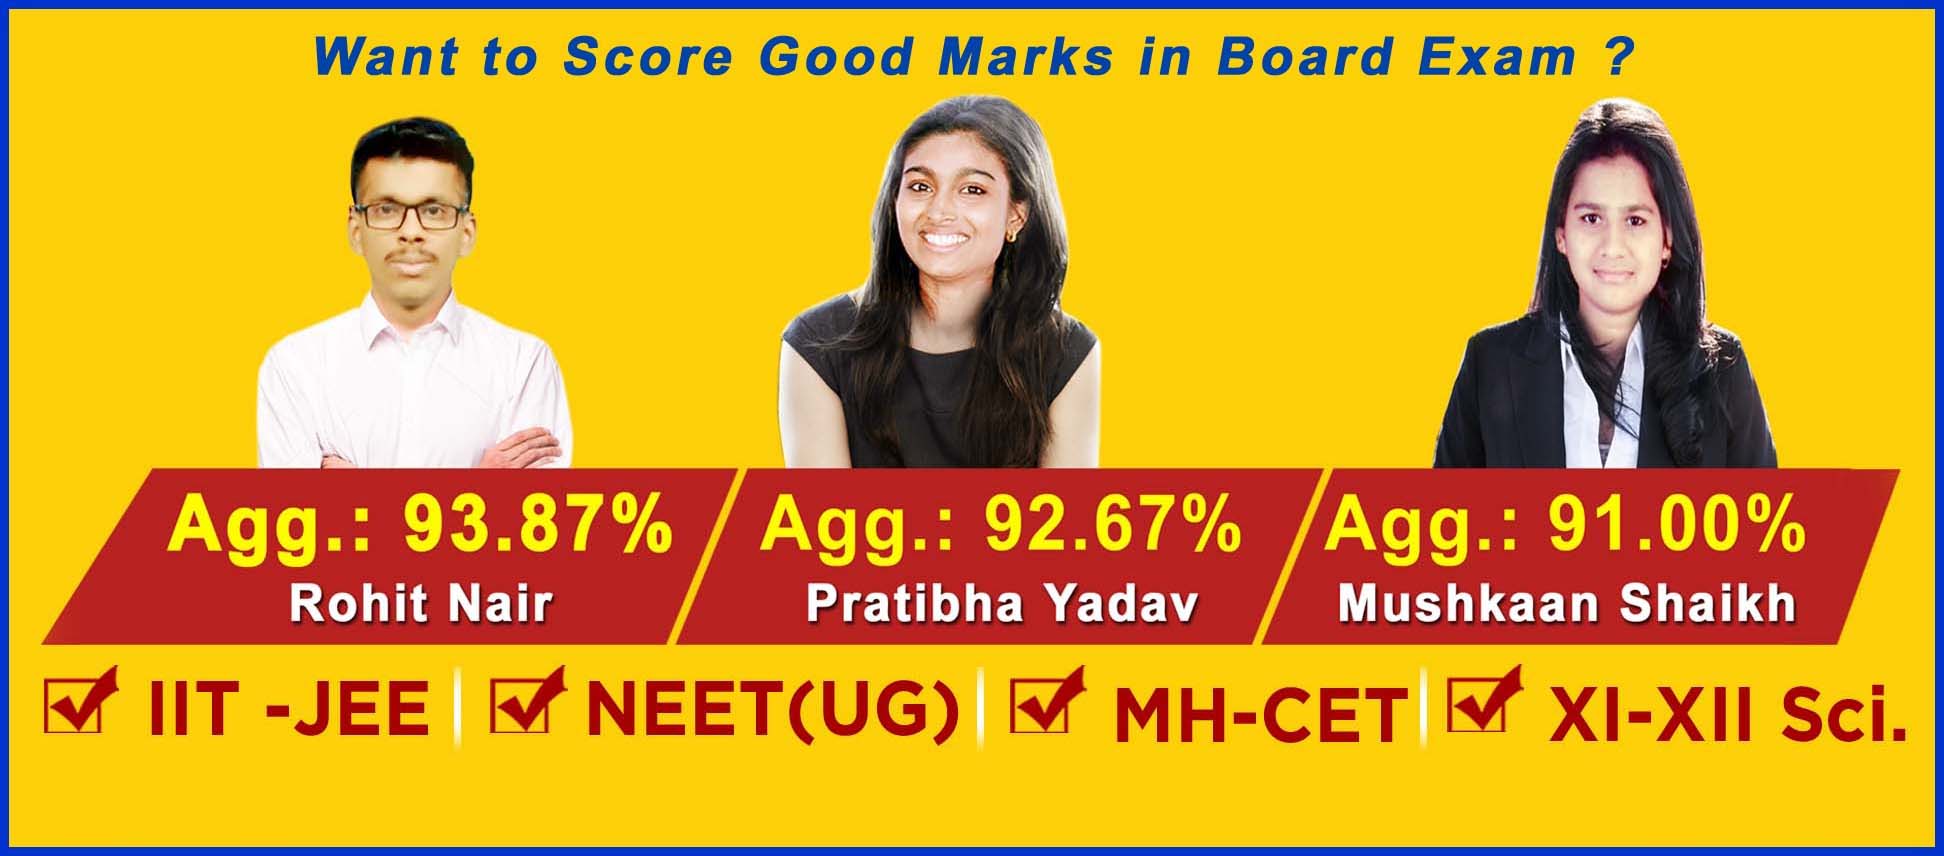 Want to Score Good Marks in Board Exam ?
Agg.: 93.87% Agg.: 92.67% Agg.: 91.00%
Rohit Nair Pratibha Yadav Mushkaan Shaikh
IIT -JEE NEET(UG) MH-CET XI-XII Sci.